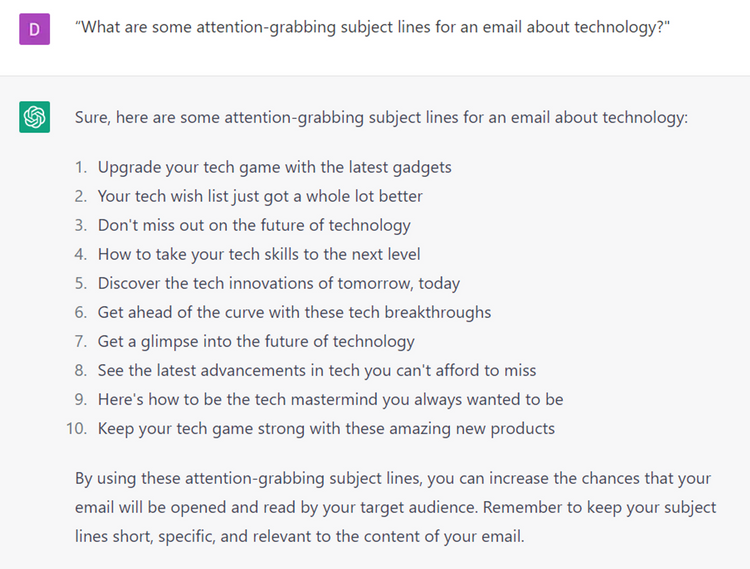 D
“What are some attention-grabbing subject lines for an email about technology?"
Sure, here are some attention-grabbing subject lines for an email about technology:
1. Upgrade your tech game with the latest gadgets
2. Your tech wish list just got a whole lot better
3. Don't miss out on the future of technology
4. How to take your tech skills to the next level
5. Discover the tech innovations of tomorrow, today
6. Get ahead of the curve with these tech breakthroughs
7. Get a glimpse into the future of technology
8. See the latest advancements in tech you can't afford to miss
9. Here's how to be the tech mastermind you always wanted to be
10. Keep your tech game strong with these amazing new products
By using these attention-grabbing subject lines, you can increase the chances that your
email will be opened and read by your target audience. Remember to keep your subject
lines short, specific, and relevant to the content of your email.